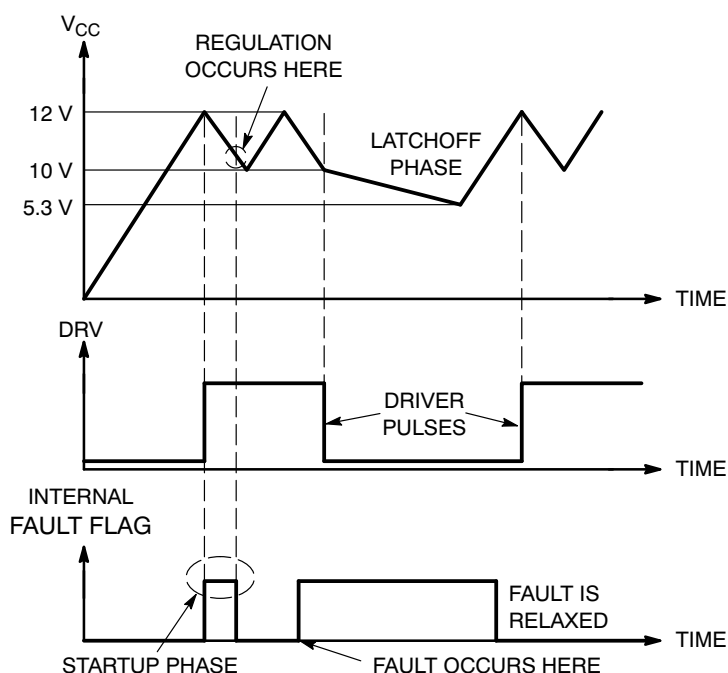 VCC
REGULATION
OCCURS HERE
12 V
10 V
5.3 V
LATCHOFF
PHASE
TIME
DRV
DRIVER
PULSES
TIME
INTERNAL
FAULT FLAG
FAULT IS
RELAXED
TIME
STARTUP PHASE
FAULT OCCURS HERE